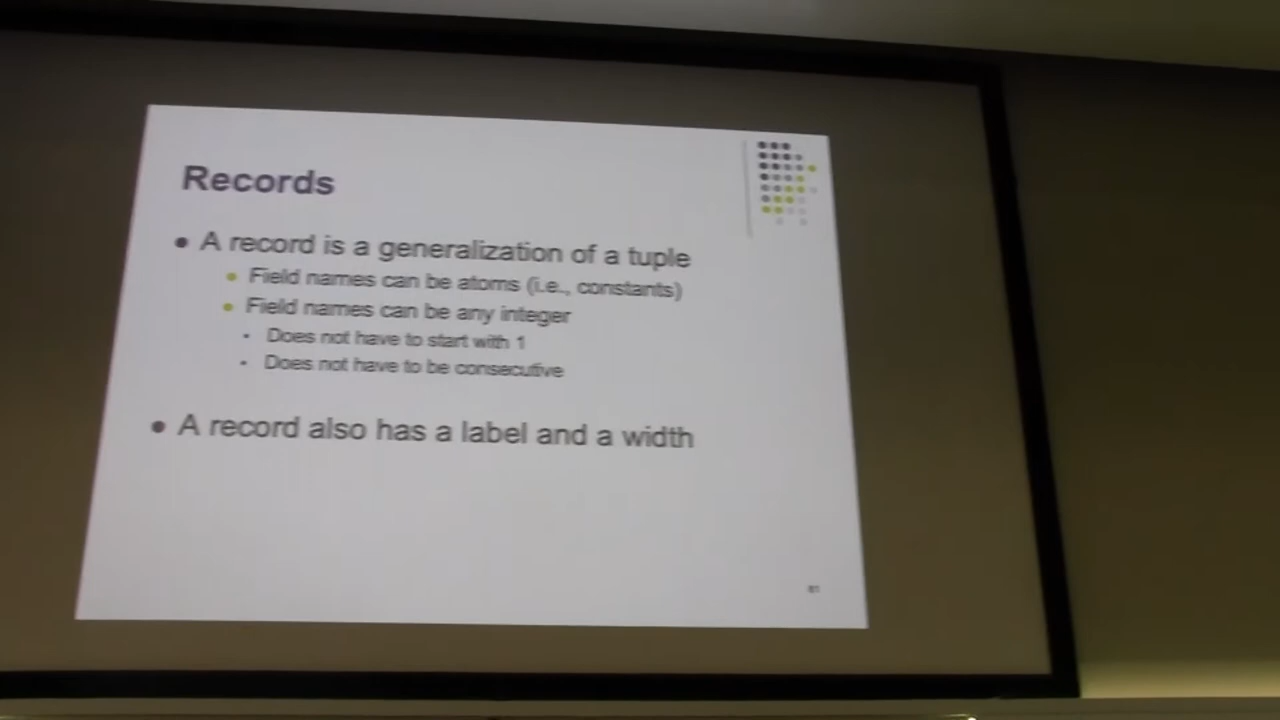 Records
• A record is a generalization of a tuple
• Field names can be atoms (i.e., constants)
• Field names can be any integer
• Does not have to start with 1
• Does not have to be consecutive
• A record also has a label and a width